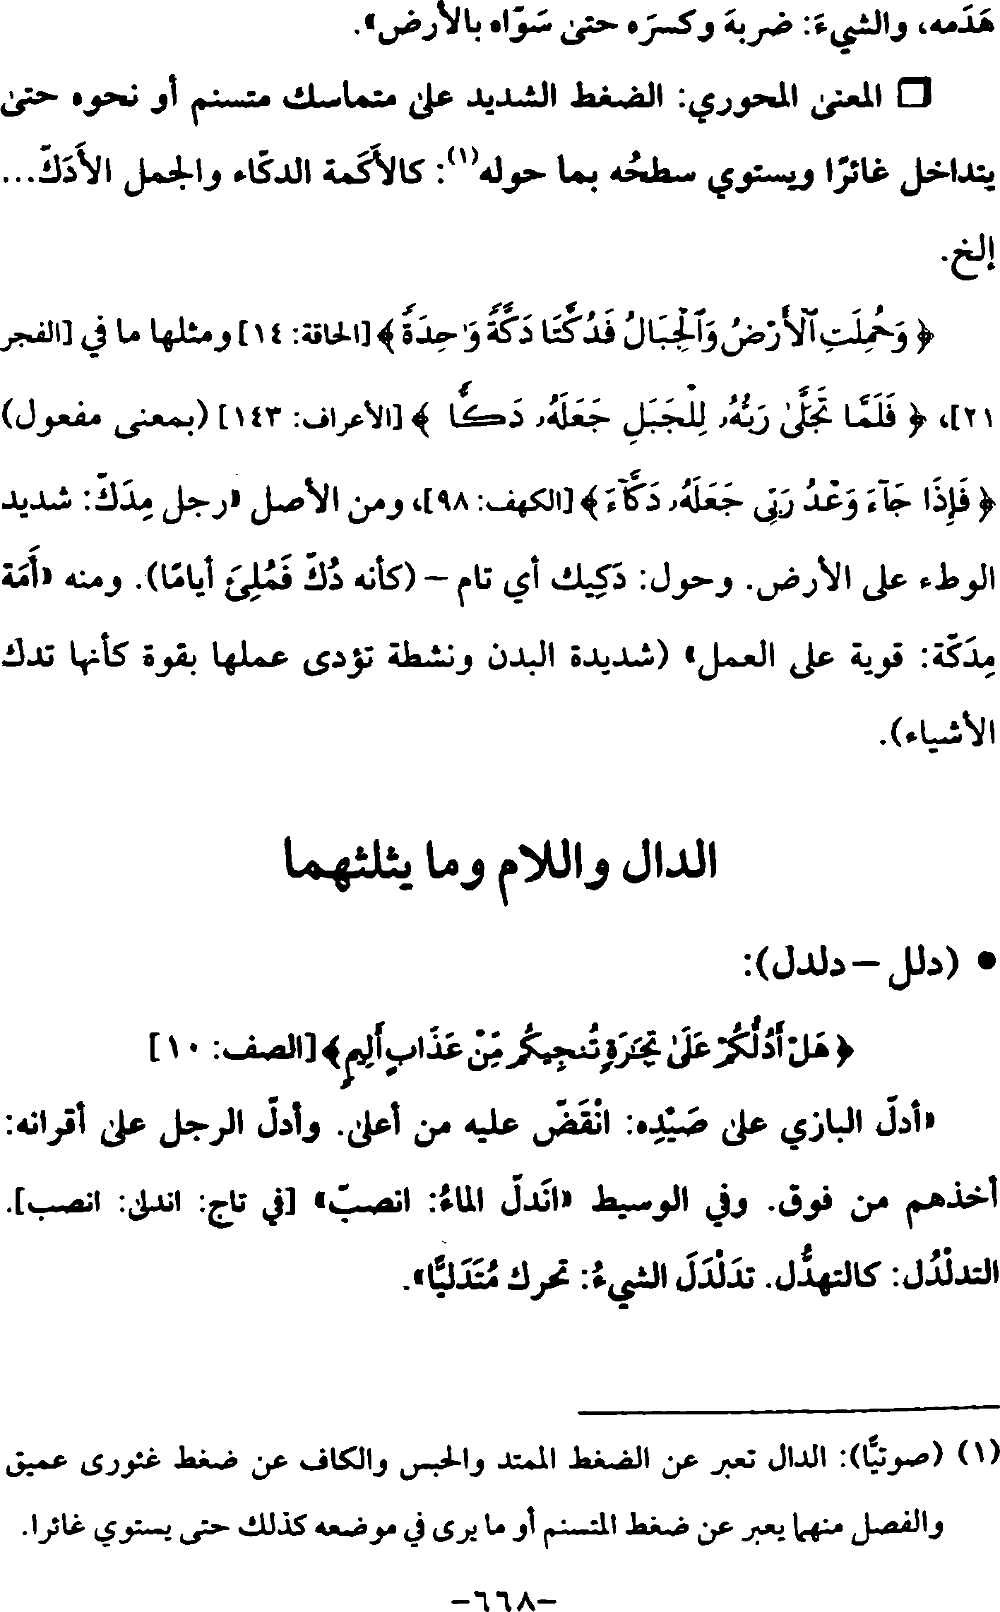 هَدَمه، والشيءَ: ضربهَ وكسرَه حتىٰ سَوّاه بالأرض».
❒ المعنىٰ المحوري: الضغط الشديد علىٰ متماسك متسنم أو نحوه حتىٰ
يتداخل غائرًا ويستوي سطحُه بما حوله(١): كالأَكَمة الدكّاء والجمل الأَدَكّ...
إلخ.
﴿ وَحُمِلَتِ ٱلْأَرْضُ وَٱلْجِبَالُ فَدُكَّتَا دَكَّةً وَٰحِدَةً ﴾ [الحاقة: ١٤] ومثلها ما في [الفجر
٢١]، ﴿ فَلَمَّا تَجَلَّىٰ رَبُّهُۥ لِلْجَبَلِ جَعَلَهُۥ دَكًّا ﴾ [الأعراف: ١٤٣] (بمعنى مفعول)
﴿ فَإِذَا جَآءَ وَعْدُ رَبِّى جَعَلَهُۥ دَكَّآءَ ﴾ [الكهف: ٩٨]، ومن الأصل «رجل مِدَكّ: شديد
الوطء على الأرض. وحول: دَكِيك أي تام – (كأنه دُكّ فَمُلِئَ أيامًا). ومنه «أَمَة
مِدَكّة: قوية على العمل» (شديدة البدن ونشطة تؤدى عملها بقوة كأنها تدك
الأشياء).
الدال واللام وما يثلثهما
● (دلل – دلدل):
﴿ هَلْ أَدُلُّكُمْ عَلَىٰ تِجَٰرَةٍ تُنجِيكُم مِّنْ عَذَابٍ أَلِيمٍ ﴾ [الصف: ١٠]
«أدلّ البازي علىٰ صَيْدِه: انْقَضّ عليه من أعلىٰ. وأدلّ الرجل علىٰ أقرانه:
أخذهم من فوق. وفي الوسيط «انَدلّ الماءُ: انصبّ» [في تاج: اندلىٰ: انصب].
التدلْدُل: كالتهدُّل. تدَلْدَلَ الشيءُ: تحرك مُتَدَليًّا».
(١) (صوتيًّا): الدال تعبر عن الضغط الممتد والحبس والكاف عن ضغط غئورى عميق
والفصل منهما يعبر عن ضغط المتسنم أو ما يرى في موضعه كذلك حتى يستوي غائرا.
-٦٦٨-